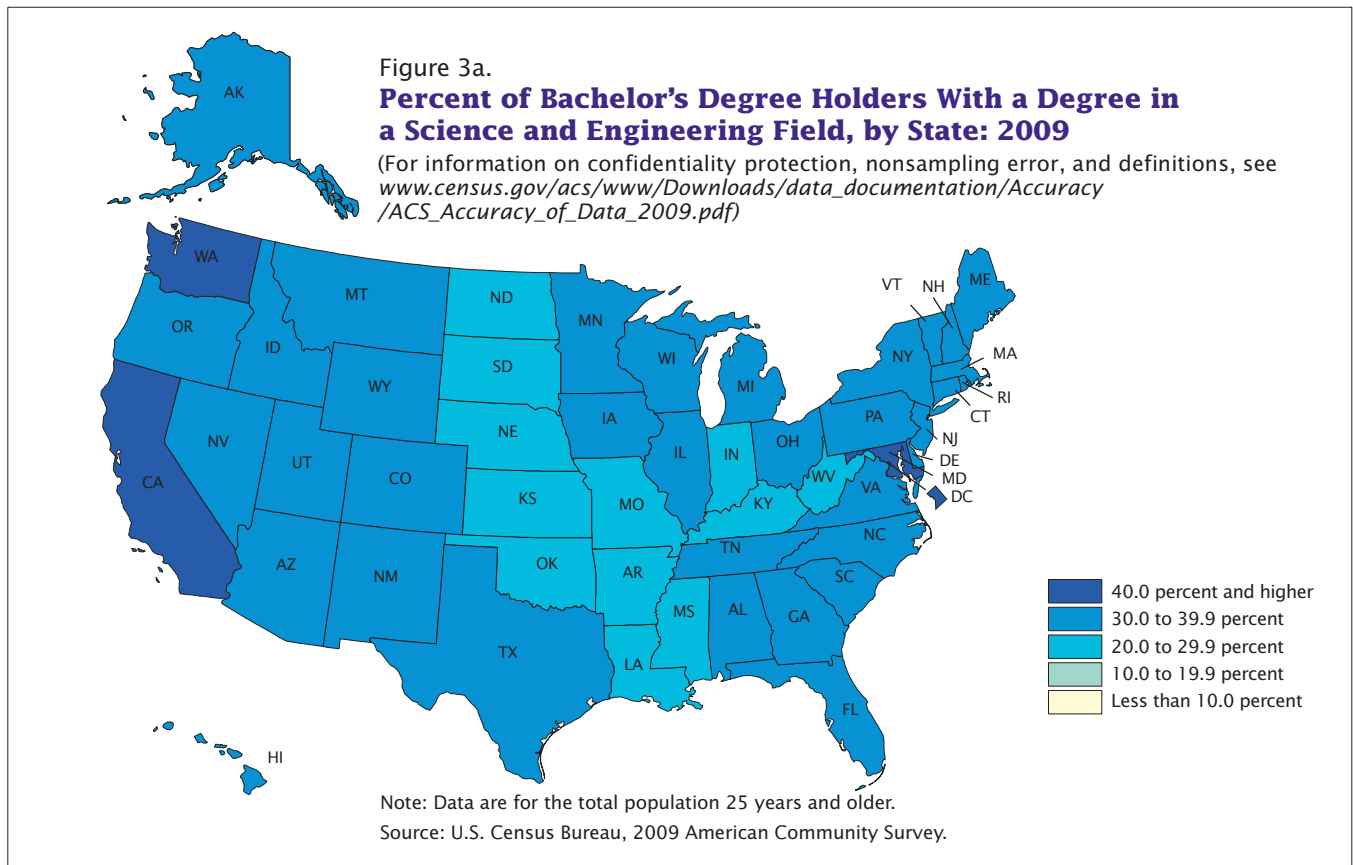 Figure 3a.
Percent of Bachelor's Degree Holders With a Degree in
a Science and Engineering Field, by State: 2009
(For information on confidentiality protection, nonsampling error, and definitions, see
www.census.gov/acs/www/Downloads/data_documentation/Accuracy
/ACS_Accuracy_of_Data_2009.pdf)
AK
WA
OR
ID
MT
WY
ND
SD
NE
KS
OK
MN
IA
MO
AR
LA
WI
IL
MI
IN
OH
KY
TN
MS
AL
GA
FL
SC
NC
VA
WV
PA
NY
VT
NH
ME
MA
RI
CT
NJ
DE
MD
DC
CA
NV
UT
CO
AZ
NM
TX
HI
40.0 percent and higher
30.0 to 39.9 percent
20.0 to 29.9 percent
10.0 to 19.9 percent
Less than 10.0 percent
Note: Data are for the total population 25 years and older.
Source: U.S. Census Bureau, 2009 American Community Survey.